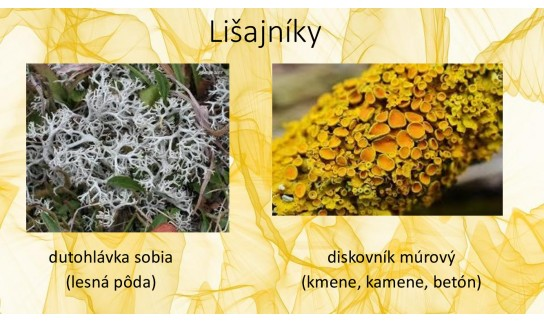 Lišajníky
dutohlávka sobia
(lesná pôda)
diskovník múrový
(kmene, kamene, betón)